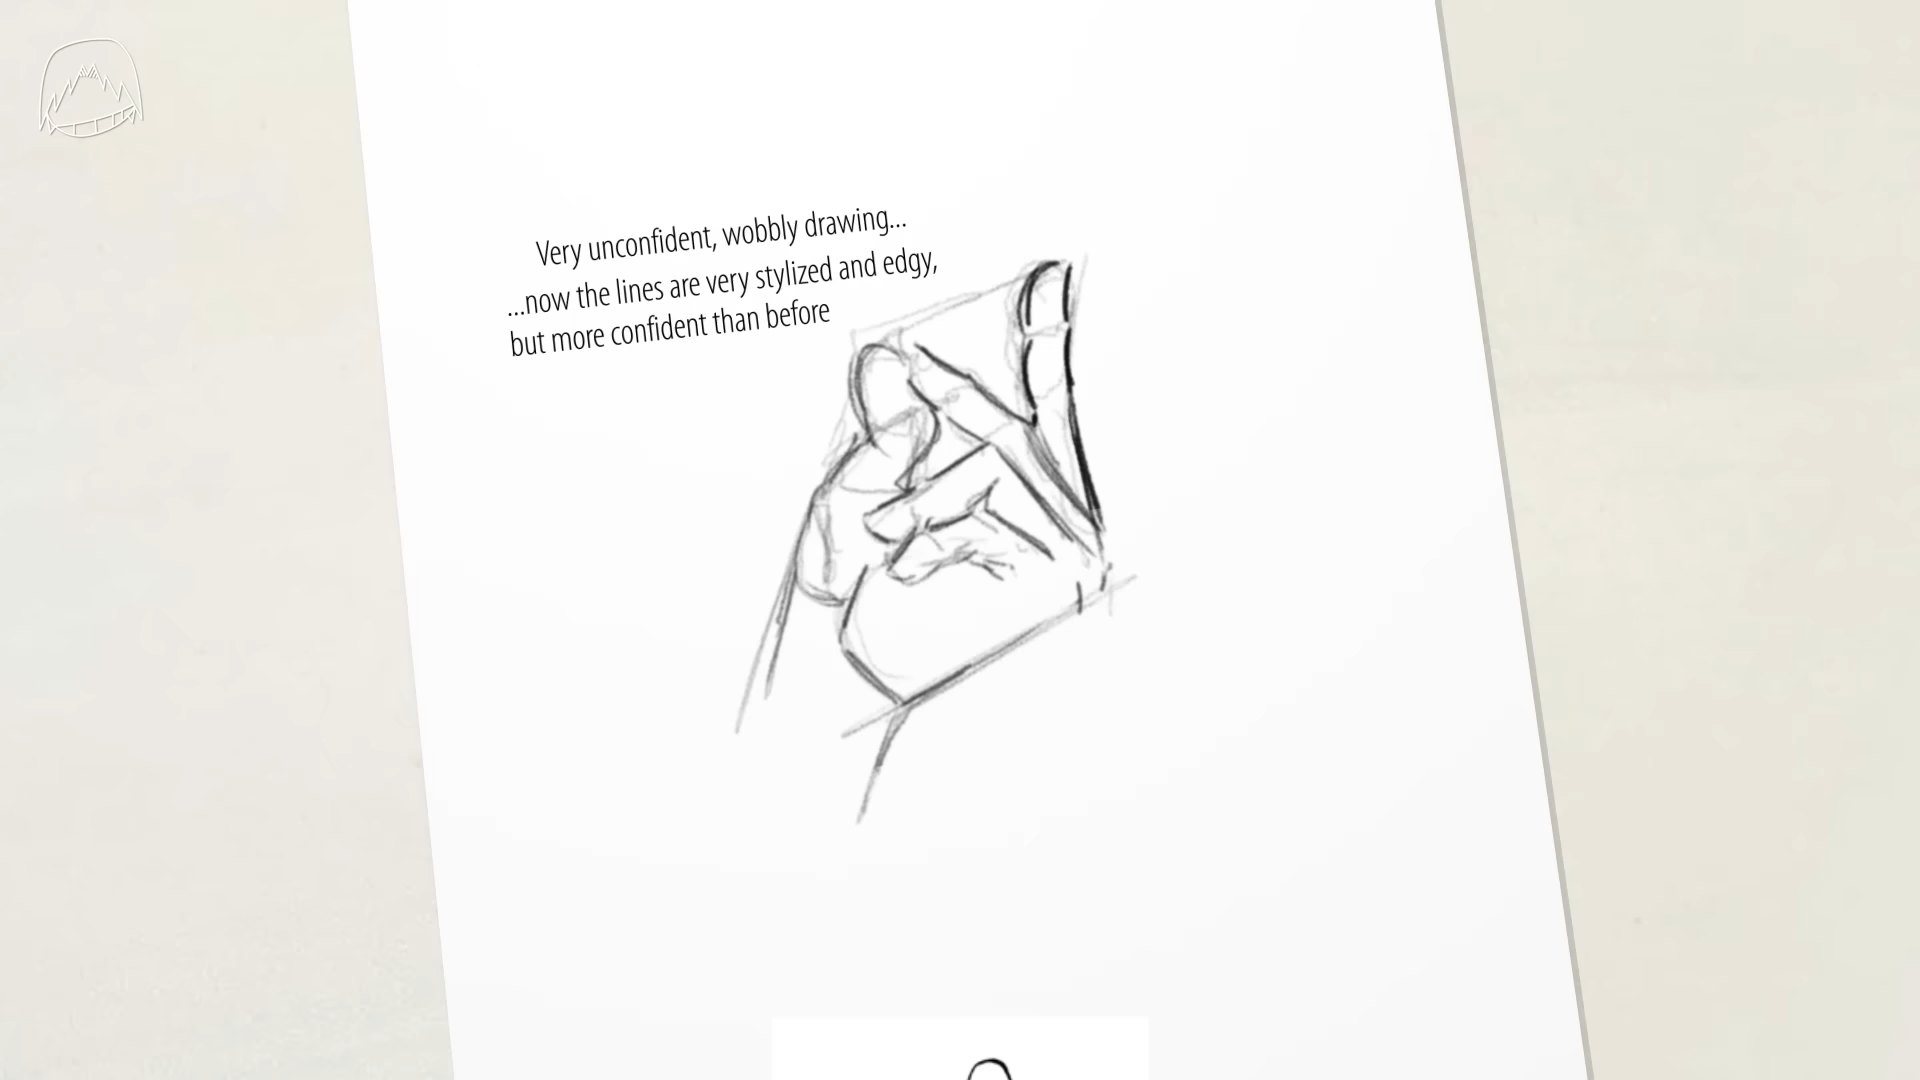 Very unconfident, wobbly drawing...
...now the lines are very stylized and edgy,
but more confident than before